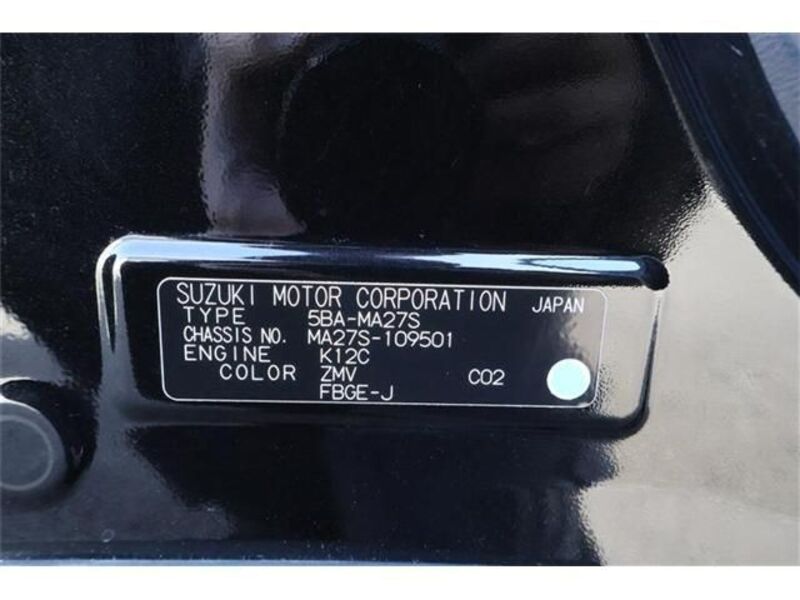 SUZUKI MOTOR CORPORATION JAPAN
TYPE 5BA-MA27S
CHASSIS NO. MA27S-109501
ENGINE K12C
COLOR ZMV C02
FBGE-J